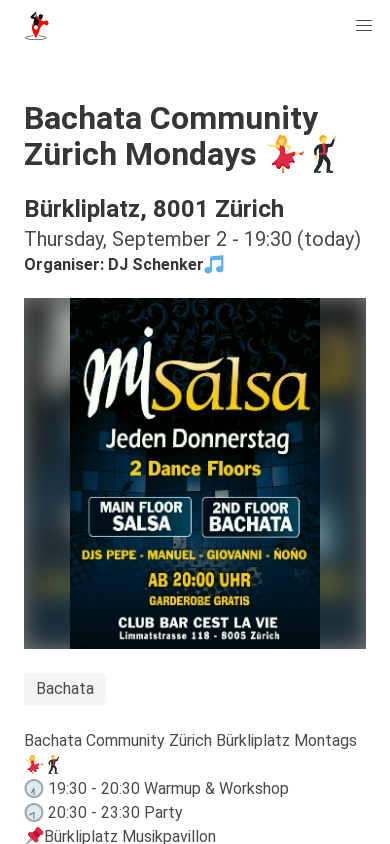 Bachata Community
Zürich Mondays 💃🕺
Bürkliplatz, 8001 Zürich
Thursday, September 2 - 19:30 (today)
Organiser: DJ Schenker🎵
mi Salsa
Jeden Donnerstag
2 Dance Floors
MAIN FLOOR 2ND FLOOR
SALSA BACHATA
DJS PEPE - MANUEL - GIOVANNI - ÑOÑO
AB 20:00 UHR
GARDEROBE GRATIS
CLUB BAR CEST LA VIE
Limmatstrasse 118 - 8005 Zürich
Bachata
Bachata Community Zürich Bürkliplatz Montags
💃🕺
🕢 19:30 - 20:30 Warmup & Workshop
🕣 20:30 - 23:30 Party
📌Bürkliplatz Musikpavillon